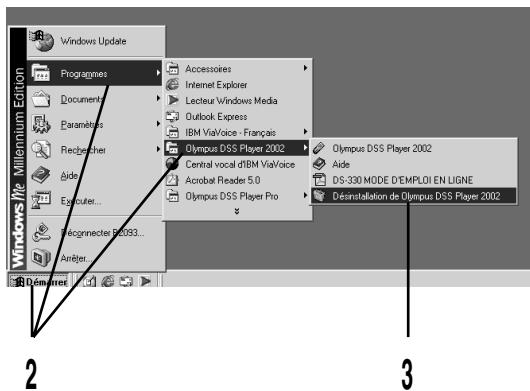 Windows Me Millennium Edition
Windows Update
Programmes
Documents
Paramètres
Rechercher
Aide
Exécuter...
Déconnecter B2093...
Arrêter...
Démarrer
Accessoires
Internet Explorer
Lecteur Windows Media
Outlook Express
IBM ViaVoice - Français
Olympus DSS Player 2002
Central vocal d'IBM ViaVoice
Acrobat Reader 5.0
Olympus DSS Player Pro
Olympus DSS Player 2002
Aide
DS-330 MODE D'EMPLOI EN LIGNE
Désinstallation de Olympus DSS Player 2002
2
3